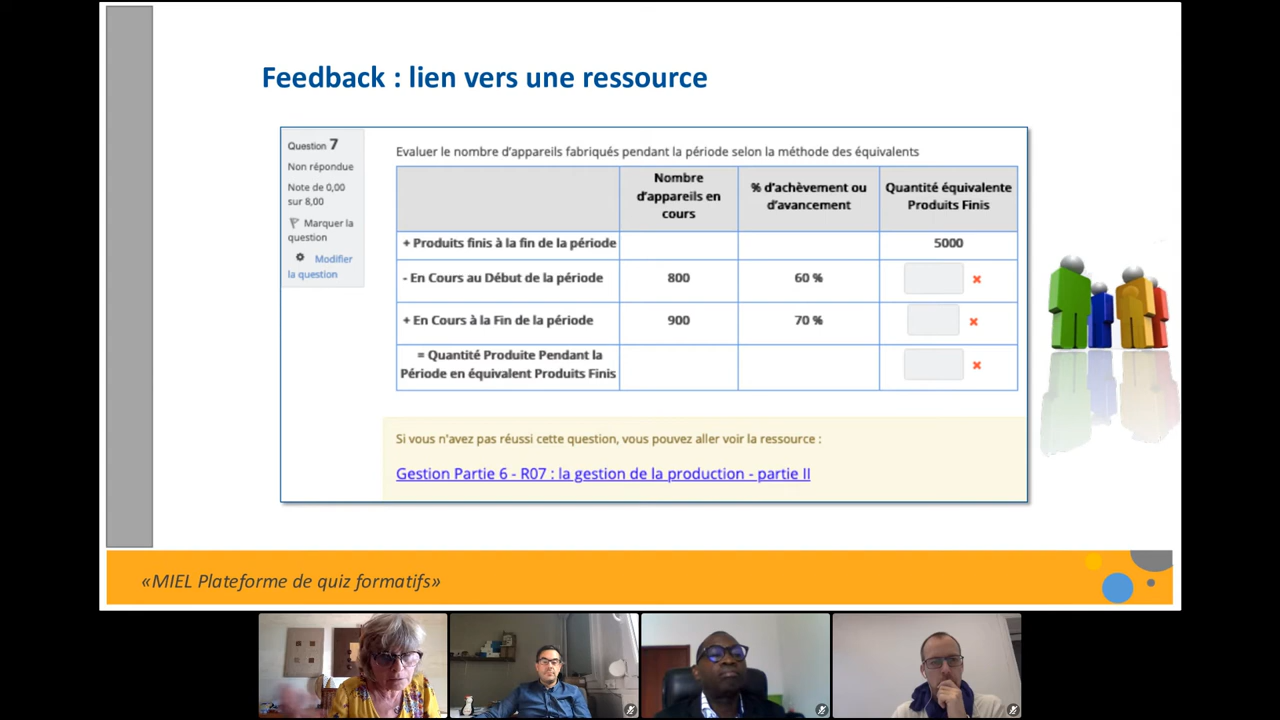 Feedback : lien vers une ressource
Question 7
Non répondue
Note de 0,00
sur 8,00
Marquer la
question
Modifier
la question
Evaluer le nombre d'appareils fabriqués pendant la période selon la méthode des équivalents
Nombre
d'appareils en
cours
% d'achèvement ou
d'avancement
Quantité équivalente
Produits Finis
+ Produits finis à la fin de la période
5000
- En Cours au Début de la période
800
60 %
+ En Cours à la Fin de la période
900
70 %
= Quantité Produite Pendant la
Période en équivalent Produits Finis
Si vous n'avez pas réussi cette question, vous pouvez aller voir la ressource :
Gestion Partie 6 - R07 : la gestion de la production - partie II
«MIEL Plateforme de quiz formatifs»